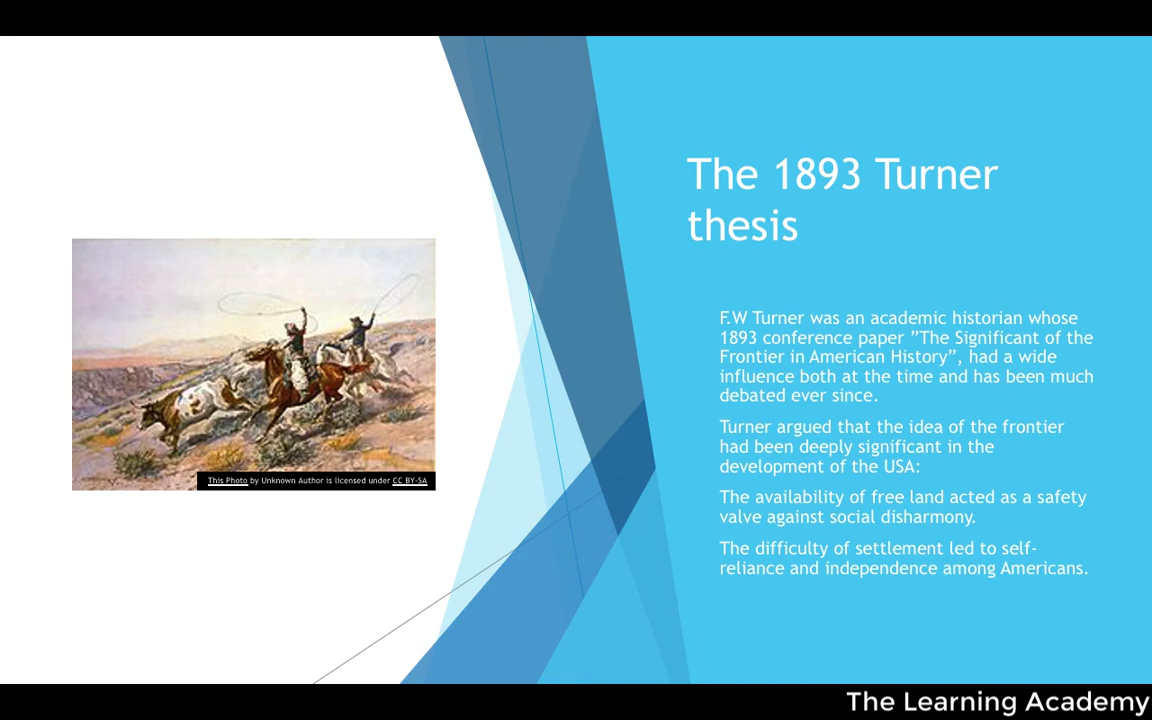 The 1893 Turner
thesis
F.W Turner was an academic historian whose
1893 conference paper ”The Significant of the
Frontier in American History”, had a wide
influence both at the time and has been much
debated ever since.
Turner argued that the idea of the frontier
had been deeply significant in the
development of the USA:
The availability of free land acted as a safety
valve against social disharmony.
The difficulty of settlement led to self-
reliance and independence among Americans.
This Photo by Unknown Author is licensed under CC BY-SA
The Learning Academy